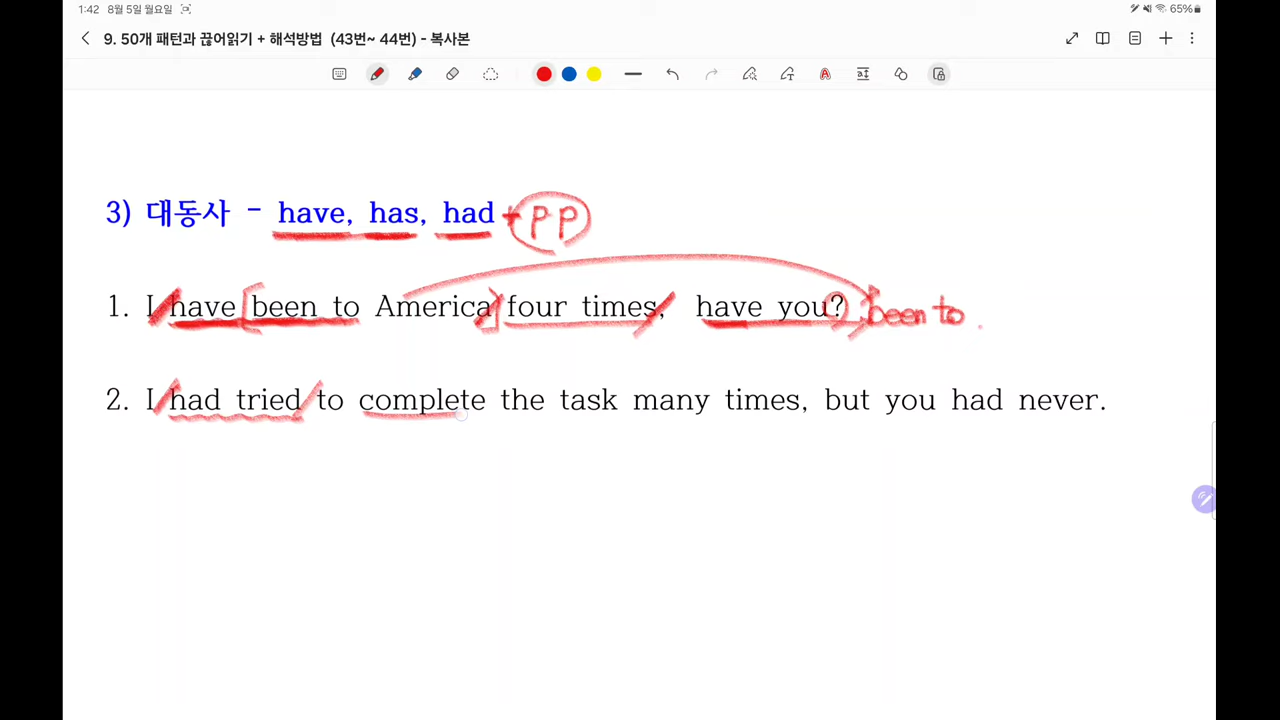 1:42 8월 5일 월요일 65%
9. 50개 패턴과 끊어읽기 + 해석방법 (43번~ 44번) - 복사본
3) 대동사 - have, has, had + PP
1. I have been to America four times, have you? been to.
2. I had tried to complete the task many times, but you had never.